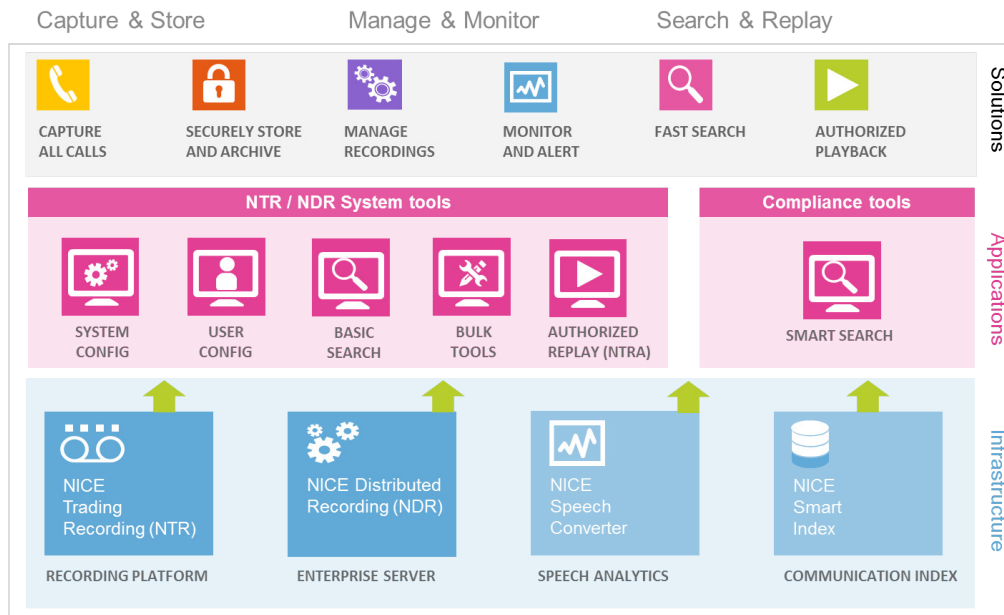 Capture & Store
Manage & Monitor
Search & Replay
CAPTURE
ALL CALLS
SECURELY STORE
AND ARCHIVE
MANAGE
RECORDINGS
MONITOR
AND ALERT
FAST SEARCH
AUTHORIZED
PLAYBACK
Solutions
NTR / NDR System tools
SYSTEM
CONFIG
USER
CONFIG
BASIC
SEARCH
BULK
TOOLS
AUTHORIZED
REPLAY (NTRA)
Compliance tools
SMART SEARCH
Applications
NICE
Trading
Recording (NTR)
RECORDING PLATFORM
NICE Distributed
Recording (NDR)
ENTERPRISE SERVER
NICE
Speech
Converter
SPEECH ANALYTICS
NICE
Smart
Index
COMMUNICATION INDEX
Infrastructure